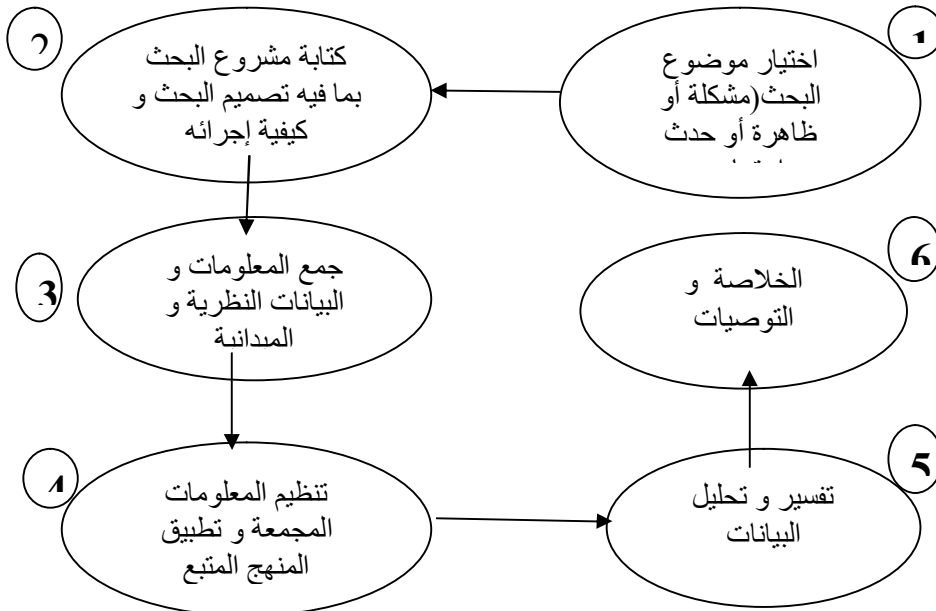 1
اختيار موضوع
البحث(مشكلة أو
ظاهرة أو حدث
2
كتابة مشروع البحث
بما فيه تصميم البحث و
كيفية إجرائه
3
جمع المعلومات و
البيانات النظرية و
الميدانية
4
تنظيم المعلومات
المجمعة و تطبيق
المنهج المتبع
5
تفسير و تحليل
البيانات
6
الخلاصة و
التوصيات